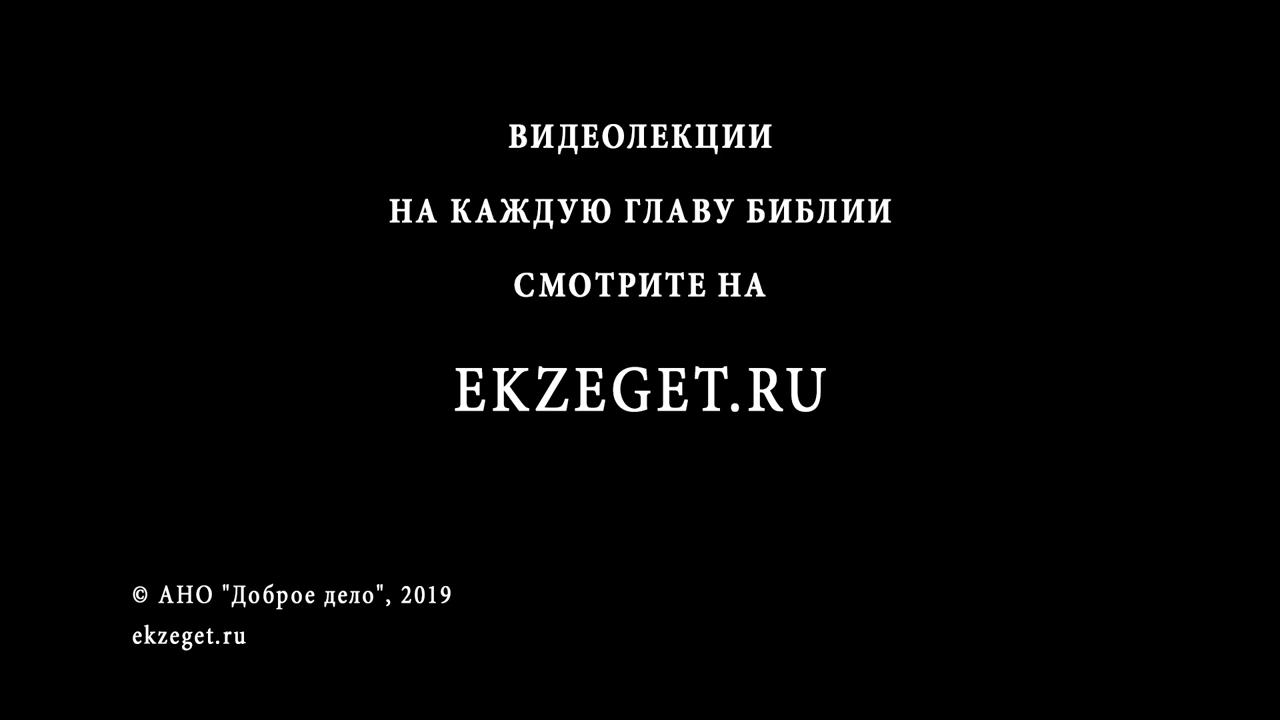 ВИДЕОЛЕКЦИИ
НА КАЖДУЮ ГЛАВУ БИБЛИИ
СМОТРИТЕ НА
EKZEGET.RU
© АНО "Доброе дело", 2019
ekzeget.ru